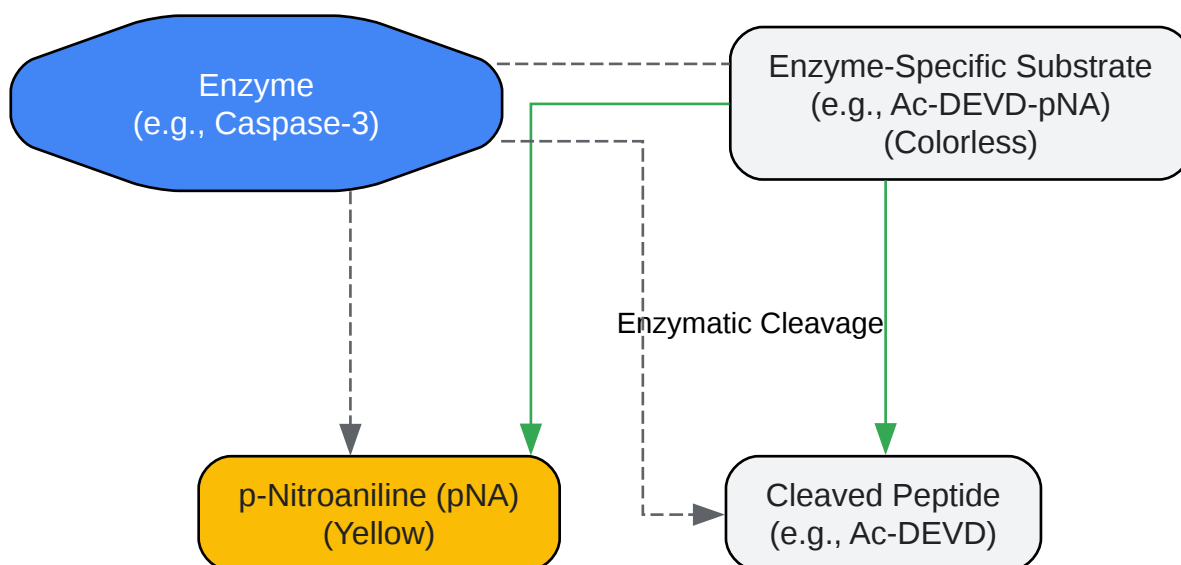 Enzyme
(e.g., Caspase-3)
Enzyme-Specific Substrate
(e.g., Ac-DEVD-pNA)
(Colorless)
Enzymatic Cleavage
p-Nitroaniline (pNA)
(Yellow)
Cleaved Peptide
(e.g., Ac-DEVD)